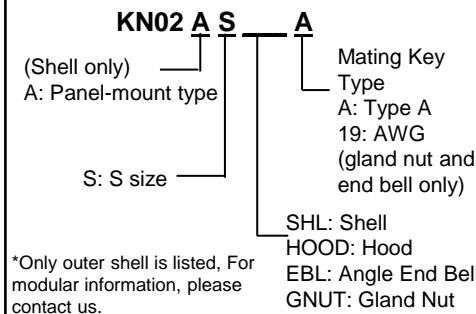 KN02 A S ___ A
(Shell only)
A: Panel-mount type
S: S size
Mating Key
Type
A: Type A
19: AWG
(gland nut and
end bell only)
SHL: Shell
HOOD: Hood
EBL: Angle End Bel
GNUT: Gland Nut
*Only outer shell is listed, For
modular information, please
contact us.